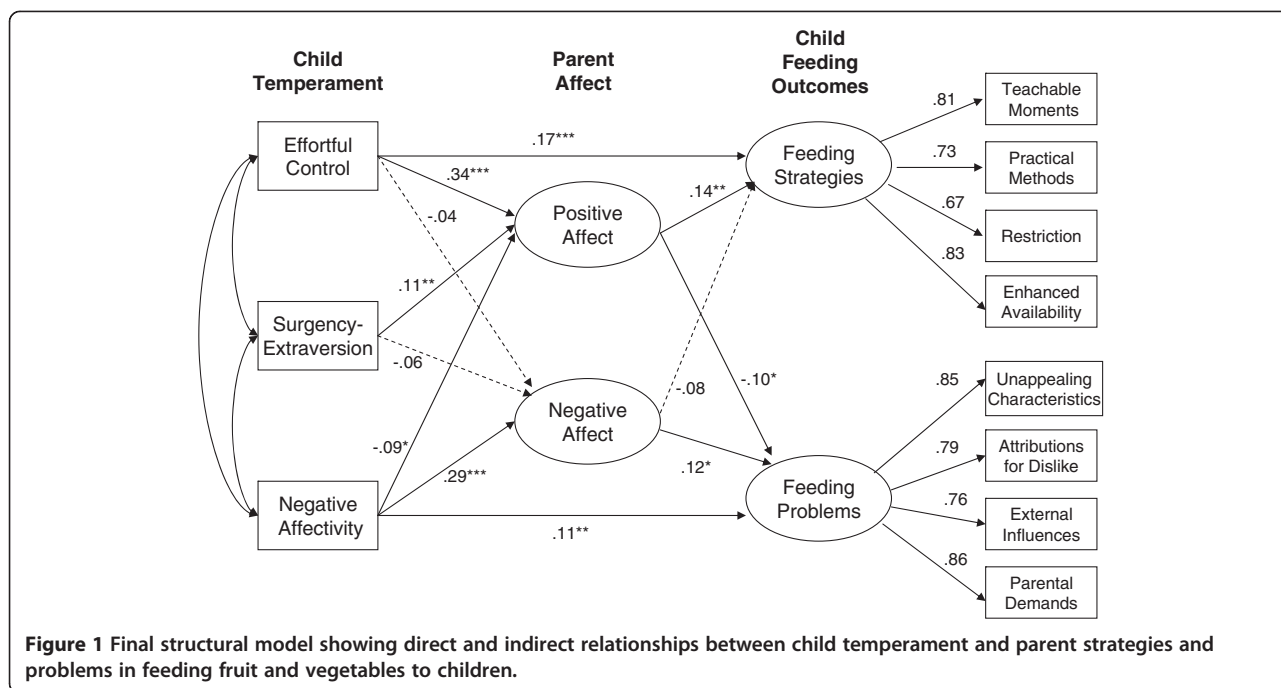 Child
Temperament
Parent
Affect
Child
Feeding
Outcomes
Effortful
Control
Surgency-
Extraversion
Negative
Affectivity
.17***
.34***
-.04
.11**
-.06
-.09*
.29***
.11**
Positive
Affect
Negative
Affect
.14**
-.10*
-.08
.12*
Feeding
Strategies
Feeding
Problems
.81
.73
.67
.83
Teachable
Moments
Practical
Methods
Restriction
Enhanced
Availability
.85
.79
.76
.86
Unappealing
Characteristics
Attributions
for Dislike
External
Influences
Parental
Demands
Figure 1 Final structural model showing direct and indirect relationships between child temperament and parent strategies and
problems in feeding fruit and vegetables to children.